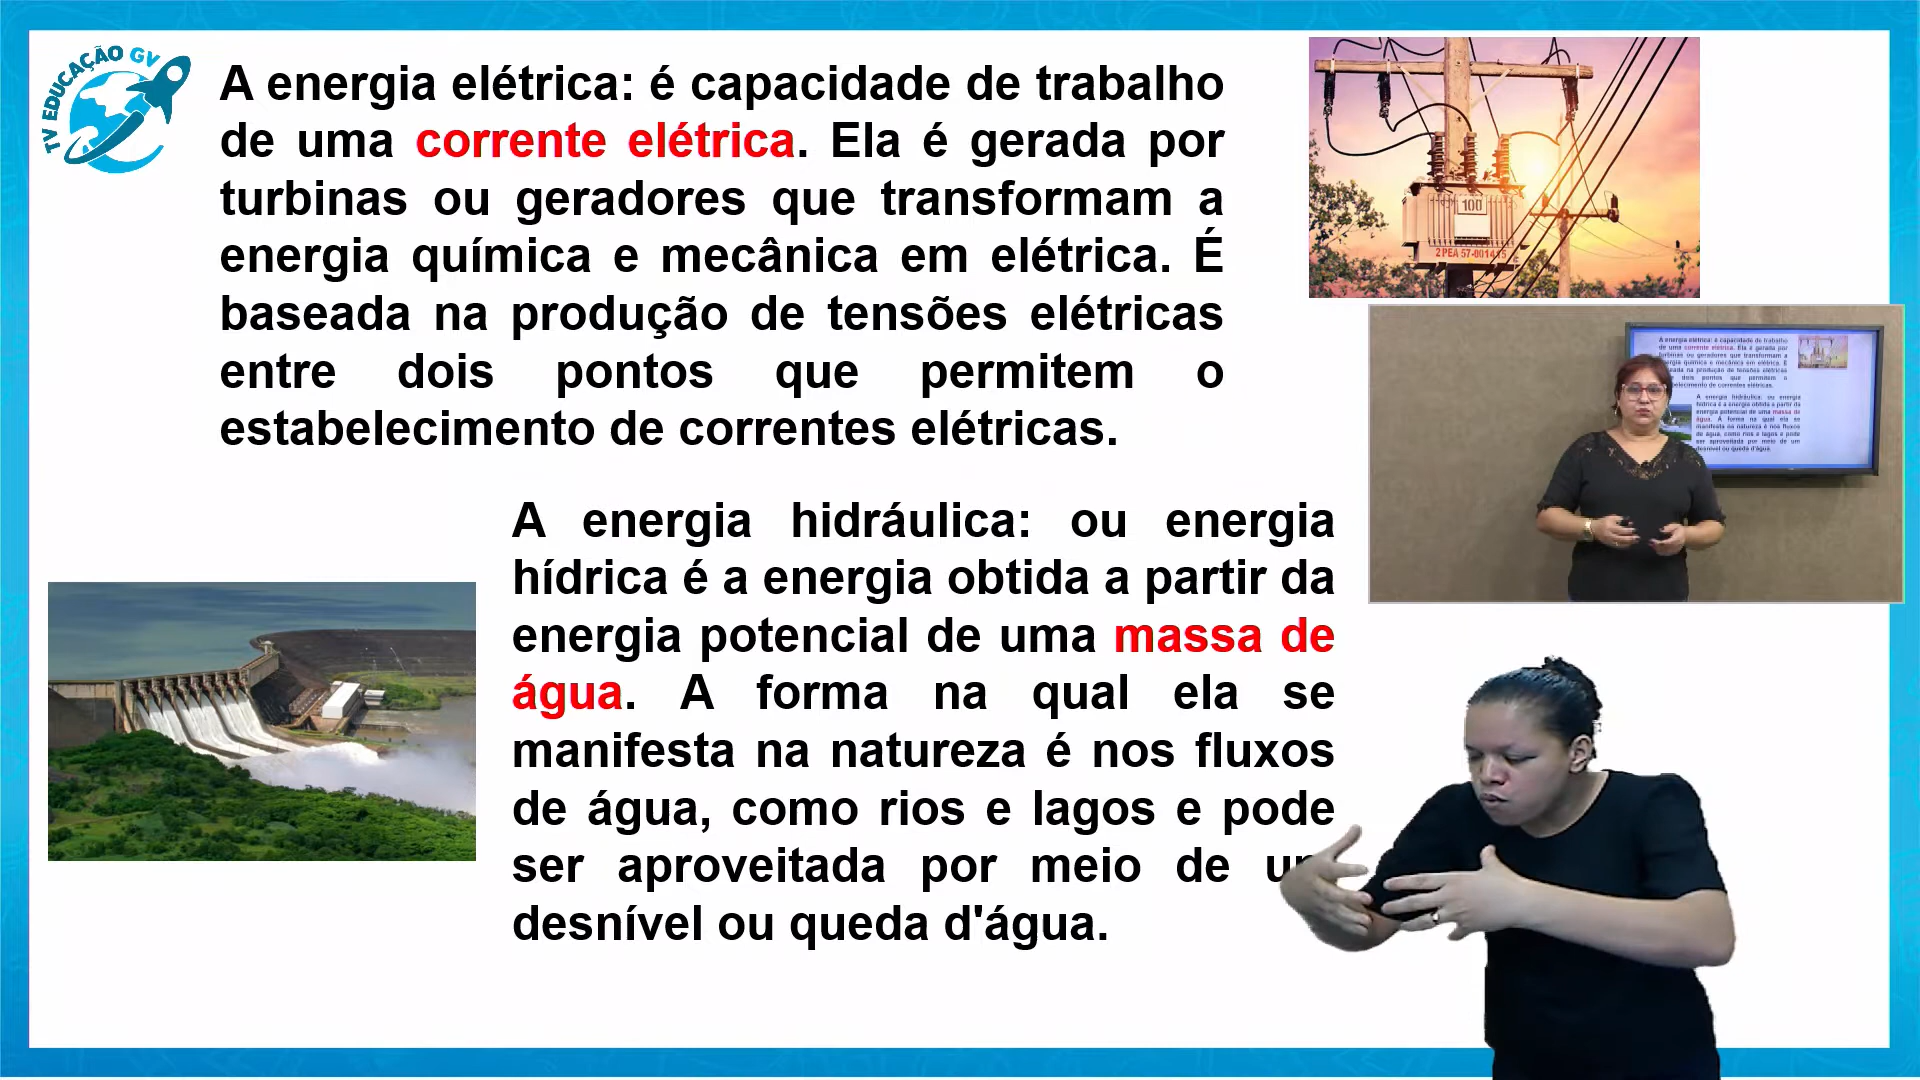 TV EDUCAÇÃO GV
A energia elétrica: é capacidade de trabalho
de uma corrente elétrica. Ela é gerada por
turbinas ou geradores que transformam a
energia química e mecânica em elétrica. É
baseada na produção de tensões elétricas
entre dois pontos que permitem o
estabelecimento de correntes elétricas.
100
2PEA 57-001415
A energia hidráulica: ou energia
hídrica é a energia obtida a partir da
energia potencial de uma massa de
água. A forma na qual ela se
manifesta na natureza é nos fluxos
de água, como rios e lagos e pode
ser aproveitada por meio de
desnível ou queda d'água.